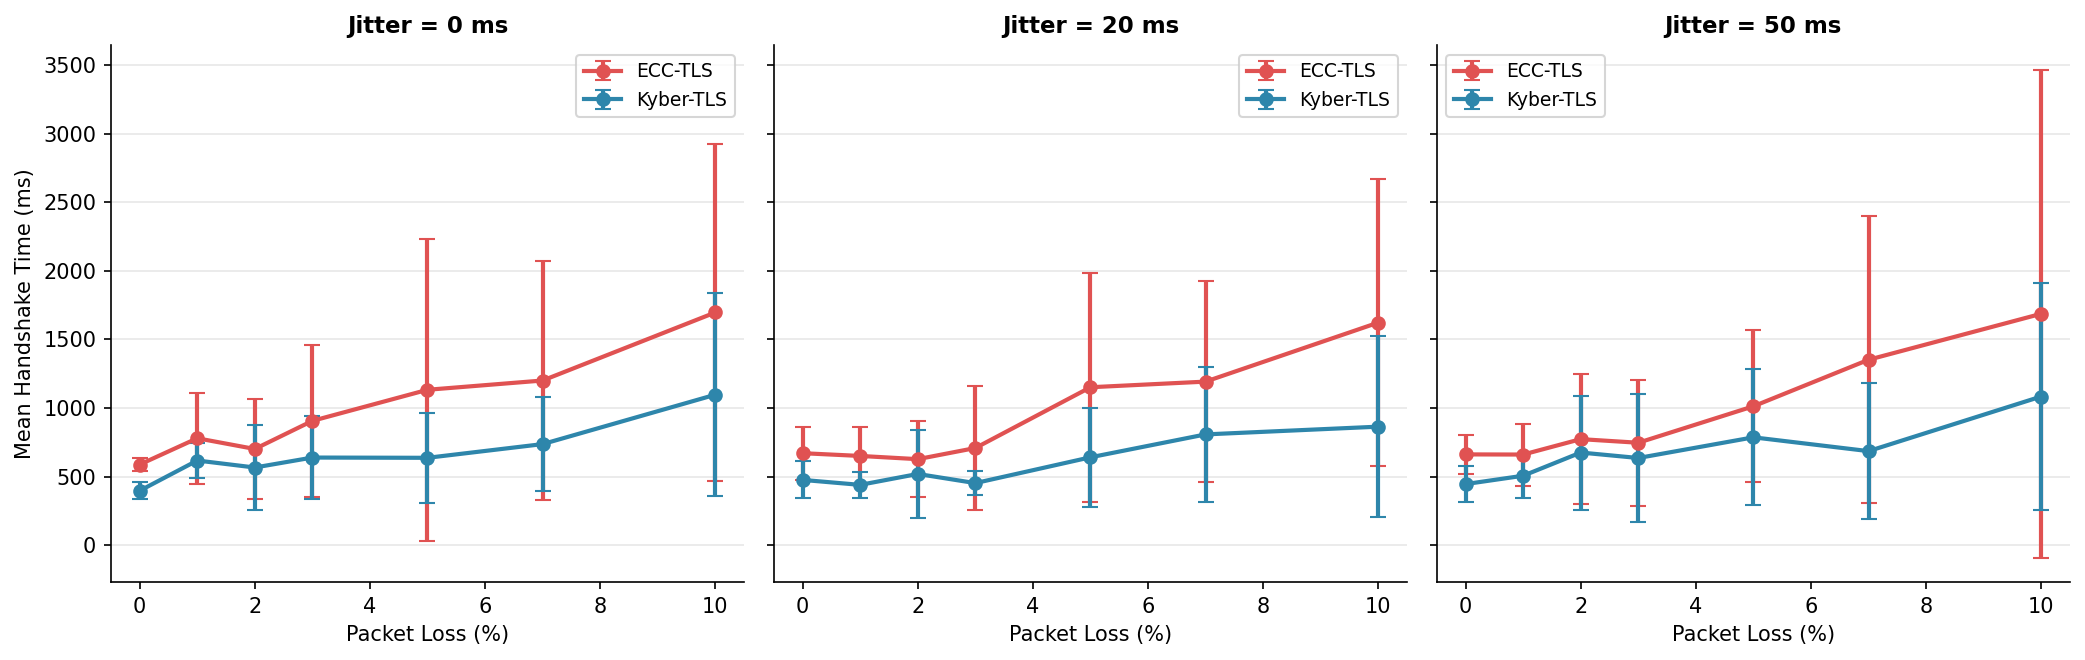 Jitter = 0 ms
Jitter = 20 ms
Jitter = 50 ms
ECC-TLS
Kyber-TLS
ECC-TLS
Kyber-TLS
ECC-TLS
Kyber-TLS
Mean Handshake Time (ms)
3500
3000
2500
2000
1500
1000
500
0
0 2 4 6 8 10
0 2 4 6 8 10
0 2 4 6 8 10
Packet Loss (%)
Packet Loss (%)
Packet Loss (%)